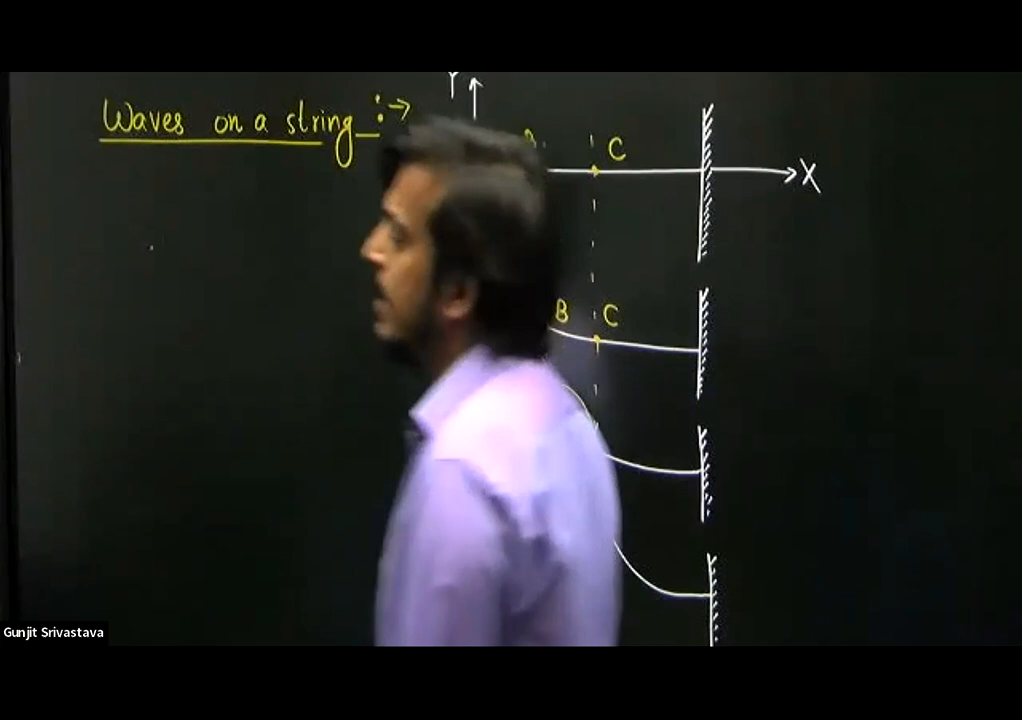 Waves on a string :→
Y
C
X
B C
Gunjit Srivastava